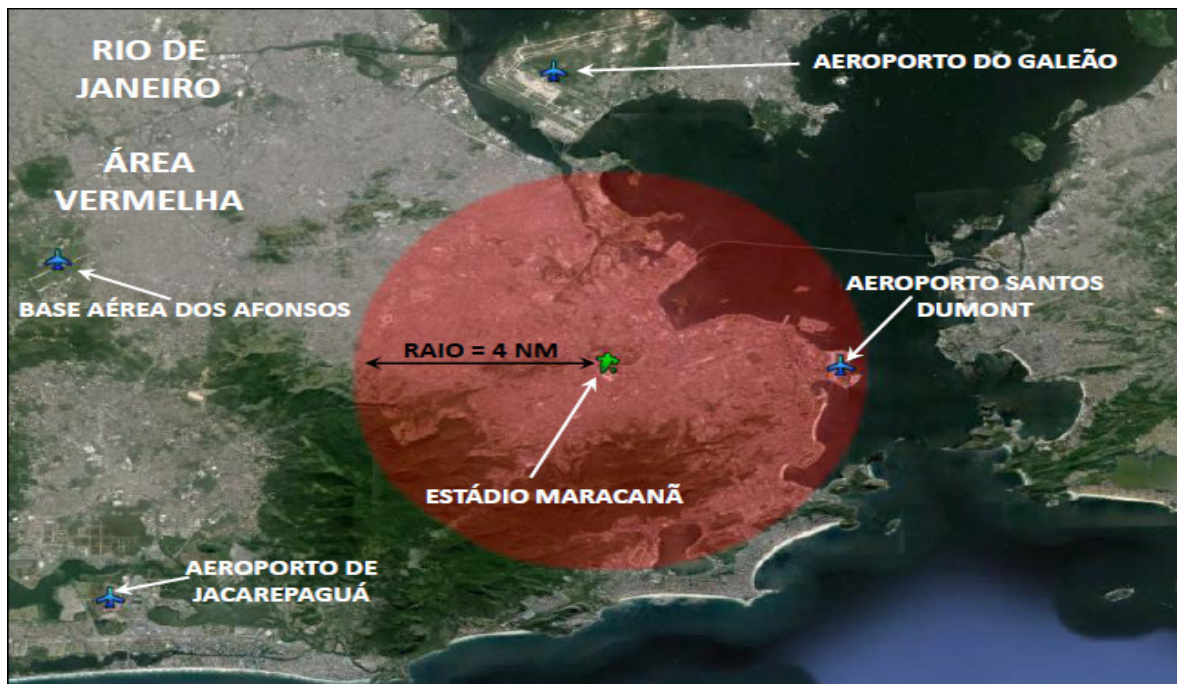 RIO DE
JANEIRO
AEROPORTO DO GALEÃO
ÁREA
VERMELHA
BASE AÉREA DOS AFONSOS
AEROPORTO SANTOS
DUMONT
RAIO = 4 NM
ESTÁDIO MARACANÃ
AEROPORTO DE
JACAREPAGUÁ